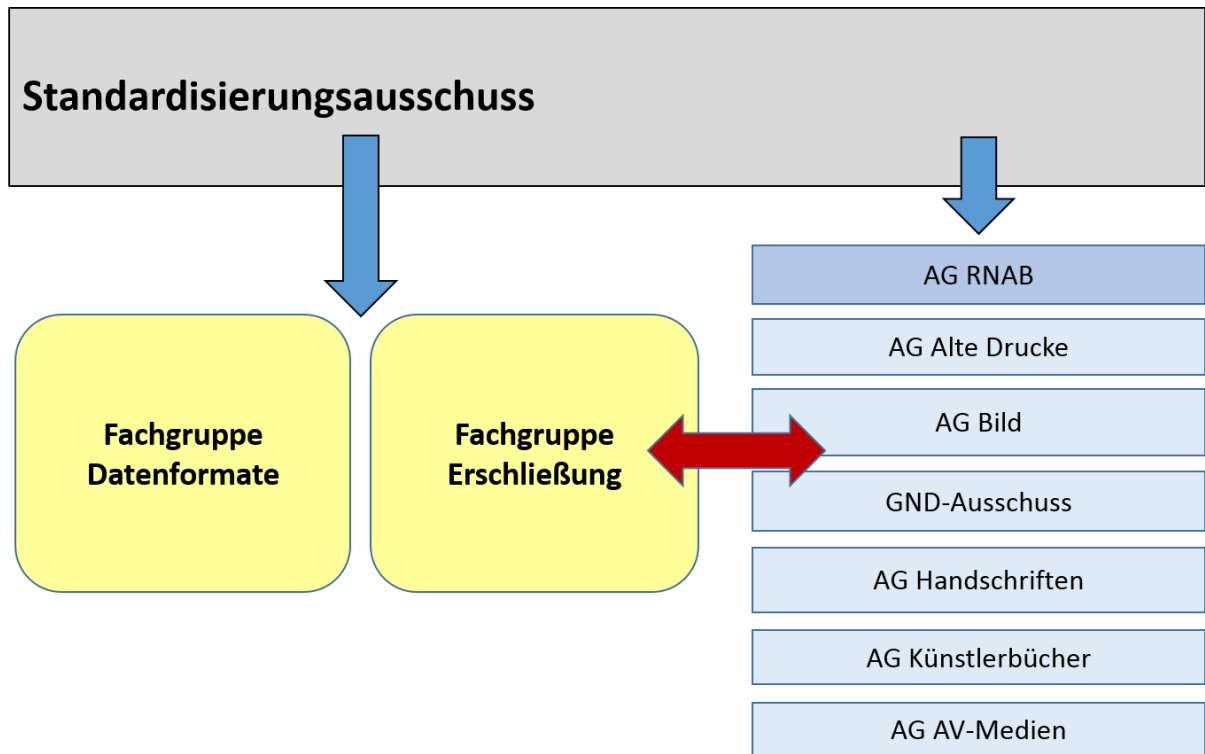 Standardisierungsausschuss
Fachgruppe
Datenformate
Fachgruppe
Erschließung
AG RNAB
AG Alte Drucke
AG Bild
GND-Ausschuss
AG Handschriften
AG Künstlerbücher
AG AV-Medien